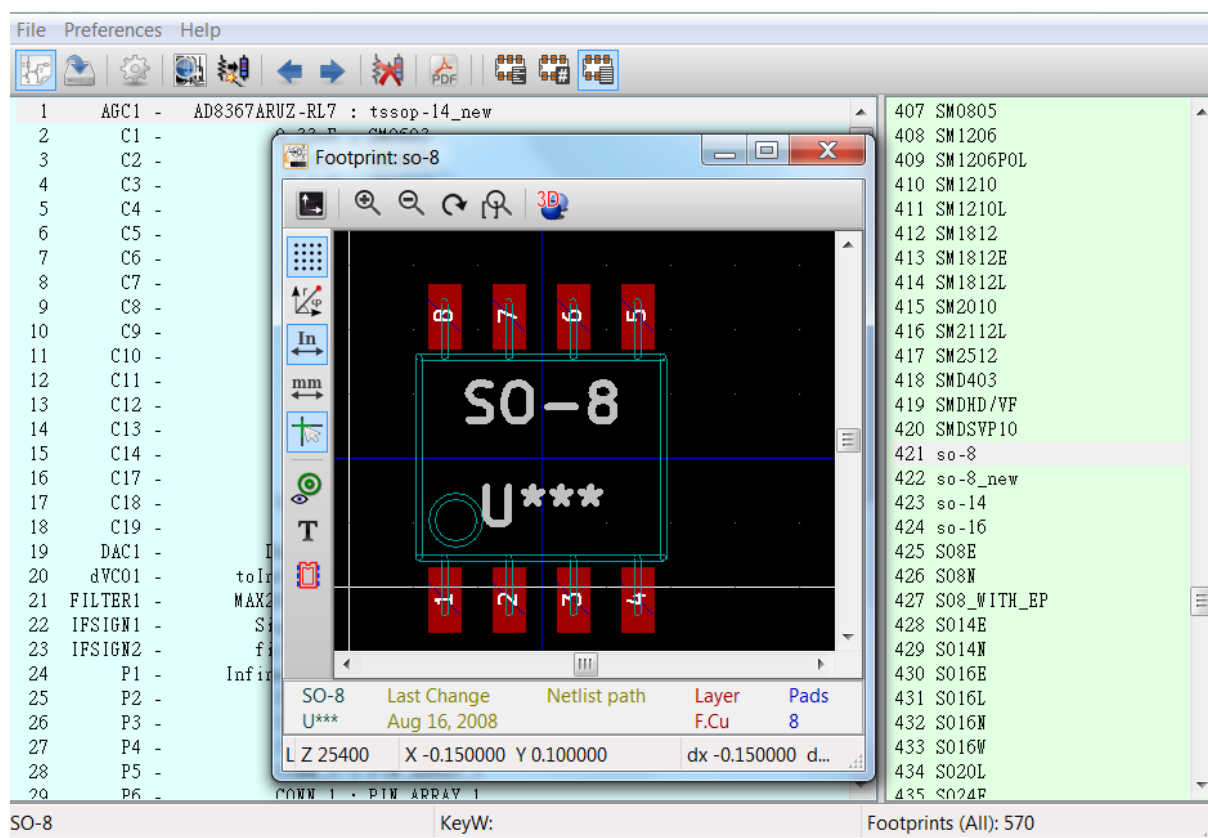 File Preferences Help
PDF
1 AGC1 - AD8367ARUZ-RL7 : tssop-14_new
2 C1 -
3 C2 -
4 C3 -
5 C4 -
6 C5 -
7 C6 -
8 C7 -
9 C8 -
10 C9 -
11 C10 -
12 C11 -
13 C12 -
14 C13 -
15 C14 -
16 C17 -
17 C18 -
18 C19 -
19 DAC1 -
20 dVCO1 -
21 FILTER1 - MAX2
22 IFSIGN1 -
23 IFSIGN2 -
24 P1 -
25 P2 -
26 P3 -
27 P4 -
28 P5 -
29 P6 - CONN_1 : PIN_ARRAY_1
Footprint: so-8
3D
In
mm
T
8 7 6 5
SO-8
U***
1 2 3 4
SO-8 Last Change Netlist path Layer Pads
U*** Aug 16, 2008 F.Cu 8
L Z 25400 X -0.150000 Y 0.100000 dx -0.150000 d...
407 SM0805
408 SM1206
409 SM1206POL
410 SM1210
411 SM1210L
412 SM1812
413 SM1812E
414 SM1812L
415 SM2010
416 SM2112L
417 SM2512
418 SMD403
419 SMDHD/VF
420 SMDSVP10
421 so-8
422 so-8_new
423 so-14
424 so-16
425 SO8E
426 SO8N
427 SO8_WITH_EP
428 SO14E
429 SO14N
430 SO16E
431 SO16L
432 SO16N
433 SO16W
434 SO20L
435 SO24E
SO-8 KeyW: Footprints (All): 570